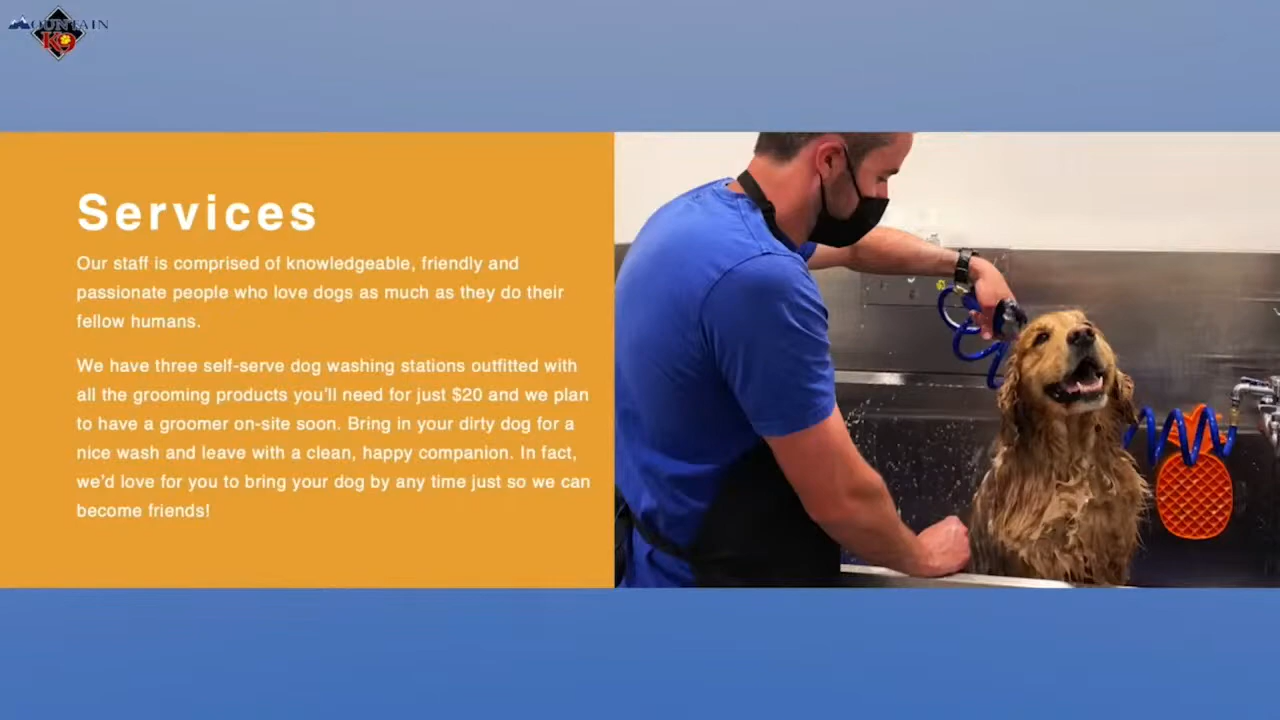 MOUNTAIN
K9
Services
Our staff is comprised of knowledgeable, friendly and
passionate people who love dogs as much as they do their
fellow humans.
We have three self-serve dog washing stations outfitted with
all the grooming products you'll need for just $20 and we plan
to have a groomer on-site soon. Bring in your dirty dog for a
nice wash and leave with a clean, happy companion. In fact,
we'd love for you to bring your dog by any time just so we can
become friends!